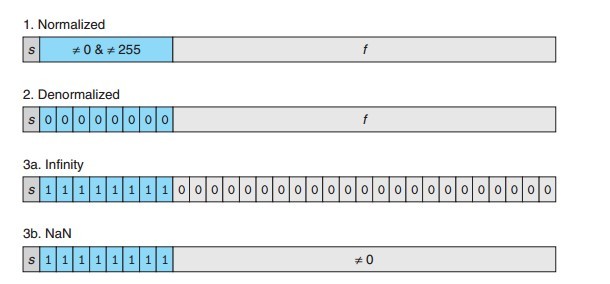 1. Normalized
s ≠ 0 & ≠ 255 f
2. Denormalized
s 0 0 0 0 0 0 0 0 f
3a. Infinity
s 1 1 1 1 1 1 1 1 0 0 0 0 0 0 0 0 0 0 0 0 0 0 0 0 0 0 0 0 0 0 0
3b. NaN
s 1 1 1 1 1 1 1 1 ≠ 0